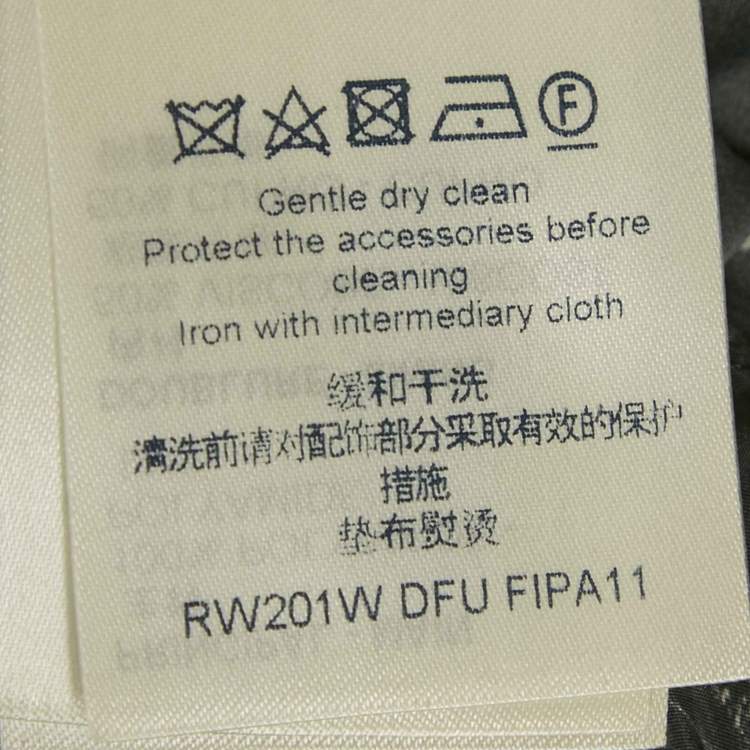 F
Gentle dry clean
Protect the accessories before
cleaning
Iron with intermediary cloth
缓和干洗
清洗前请对配饰部分采取有效的保护
措施
垫布熨烫
RW201W DFU FIPA11